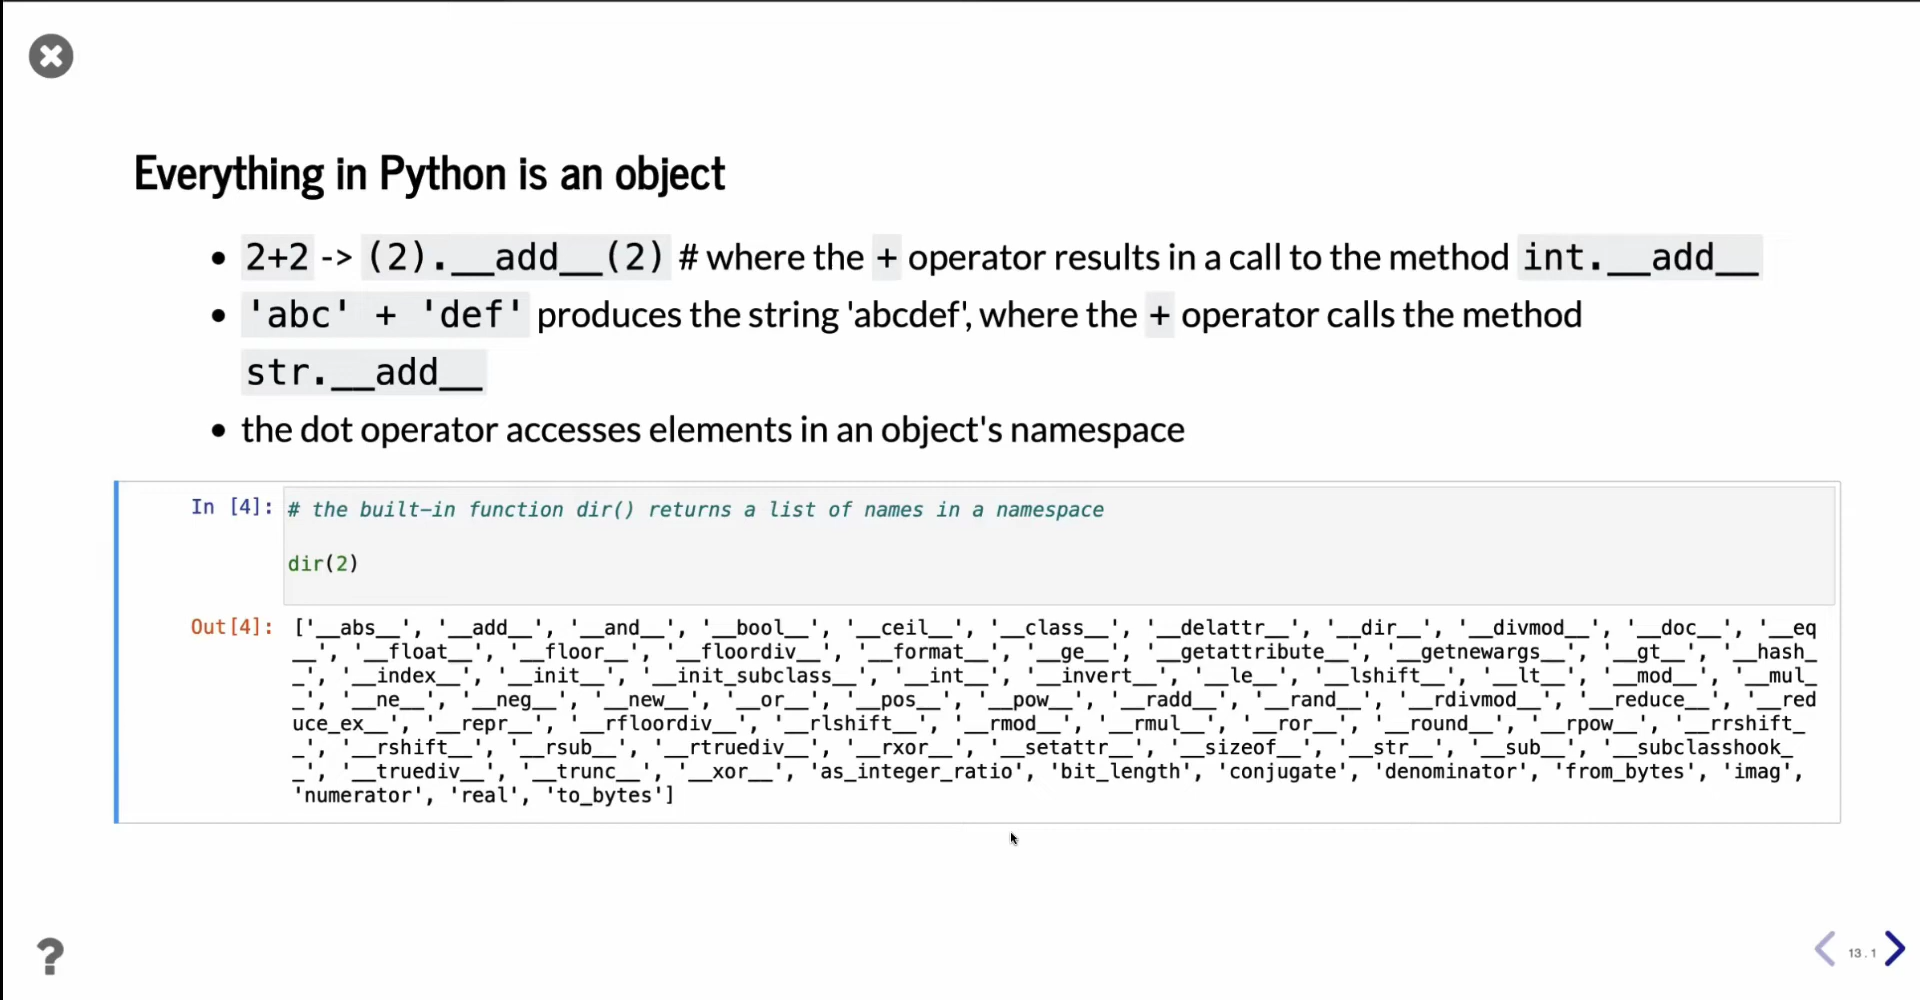 Everything in Python is an object
• 2+2 -> (2).__add__(2) # where the + operator results in a call to the method int.__add__
• 'abc' + 'def' produces the string 'abcdef', where the + operator calls the method
str.__add__
• the dot operator accesses elements in an object's namespace
In [4]: # the built-in function dir() returns a list of names in a namespace
dir(2)
Out[4]: ['__abs__', '__add__', '__and__', '__bool__', '__ceil__', '__class__', '__delattr__', '__dir__', '__divmod__', '__doc__', '__eq
__', '__float__', '__floor__', '__floordiv__', '__format__', '__ge__', '__getattribute__', '__getnewargs__', '__gt__', '__hash_
_', '__index__', '__init__', '__init_subclass__', '__int__', '__invert__', '__le__', '__lshift__', '__lt__', '__mod__', '__mul_
_', '__ne__', '__neg__', '__new__', '__or__', '__pos__', '__pow__', '__radd__', '__rand__', '__rdivmod__', '__reduce__', '__red
uce_ex__', '__repr__', '__rfloordiv__', '__rlshift__', '__rmod__', '__rmul__', '__ror__', '__round__', '__rpow__', '__rrshift_
_', '__rshift__', '__rsub__', '__rtruediv__', '__rxor__', '__setattr__', '__sizeof__', '__str__', '__sub__', '__subclasshook_
_', '__truediv__', '__trunc__', '__xor__', 'as_integer_ratio', 'bit_length', 'conjugate', 'denominator', 'from_bytes', 'imag',
'numerator', 'real', 'to_bytes']
?
13.1